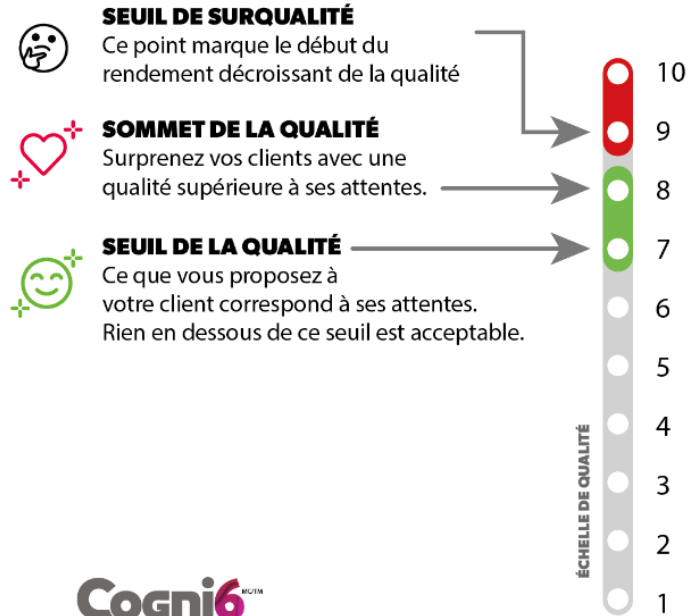 SEUIL DE SURQUALITÉ
Ce point marque le début du
rendement décroissant de la qualité
SOMMET DE LA QUALITÉ
Surprenez vos clients avec une
qualité supérieure à ses attentes.
SEUIL DE LA QUALITÉ
Ce que vous proposez à
votre client correspond à ses attentes.
Rien en dessous de ce seuil est acceptable.
10
9
8
7
6
5
4
3
2
1
ÉCHELLE DE QUALITÉ
Cogni6 MC/TM